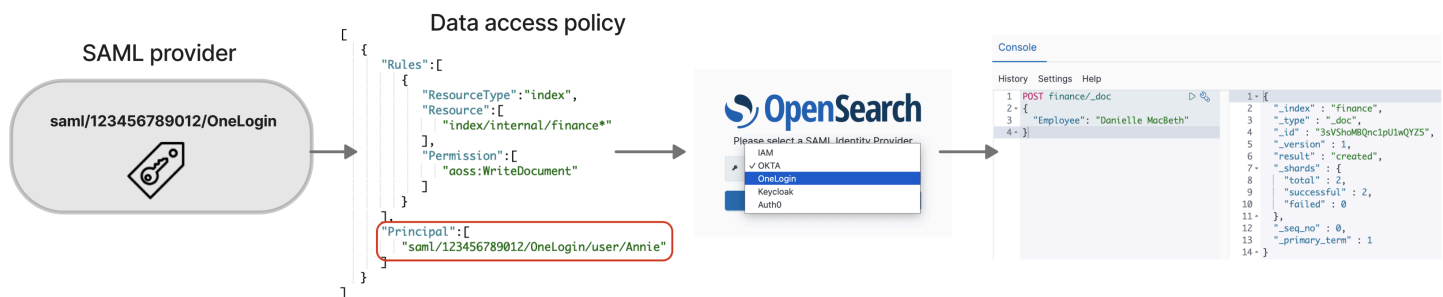 SAML provider
saml/123456789012/OneLogin
Data access policy
[
{
"Rules":[
{
"ResourceType":"index",
"Resource":[
"index/internal/finance*"
],
"Permission":[
"aoss:WriteDocument"
]
}
],
"Principal":[
"saml/123456789012/OneLogin/user/Annie"
]
}
]
OpenSearch
Please select a SAML Identity Provider
IAM
✓ OKTA
OneLogin
Keycloak
Auth0
Console
History Settings Help
1 POST finance/_doc
2 {
3 "Employee": "Danielle MacBeth"
4 }
1 {
2 "_index" : "finance",
3 "_type" : "_doc",
4 "_id" : "3sVShoMBQnc1pU1wQYZ5",
5 "_version" : 1,
6 "result" : "created",
7 "_shards" : {
8 "total" : 2,
9 "successful" : 2,
10 "failed" : 0
11 },
12 "_seq_no" : 0,
13 "_primary_term" : 1
14 }